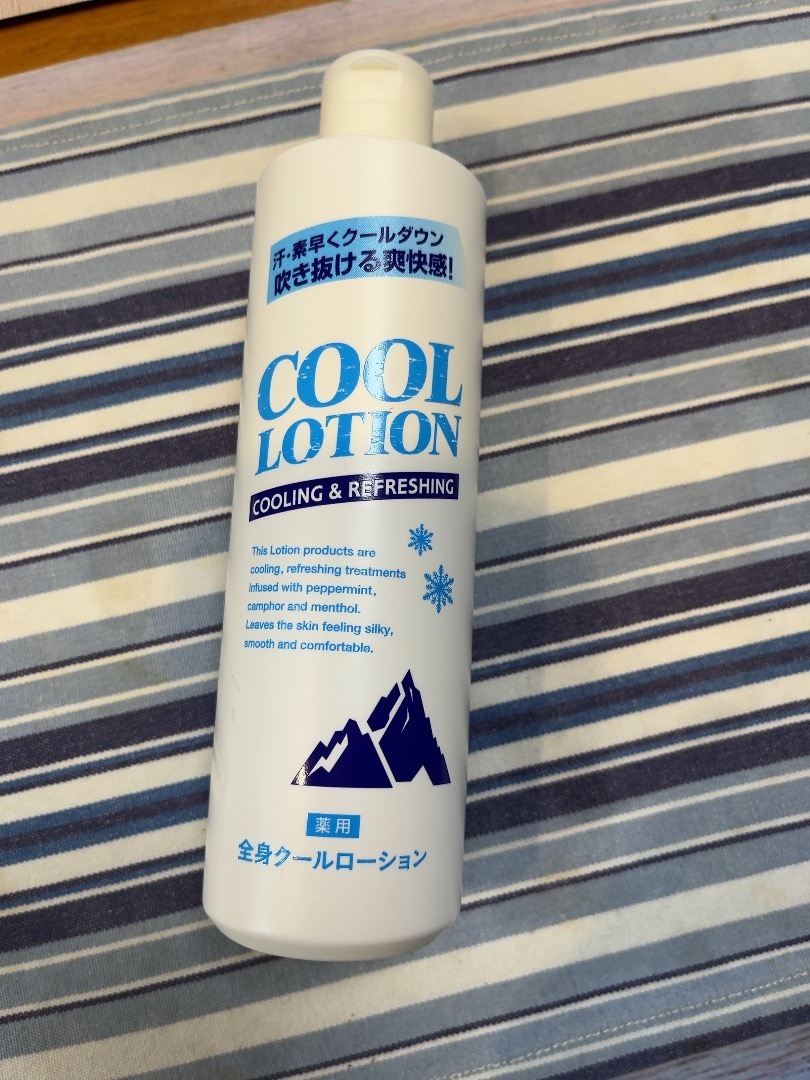 汗・素早くクールダウン
吹き抜ける爽快感!
COOL
LOTION
COOLING & REFRESHING
This Lotion products are
cooling, refreshing treatments
Infused with peppermint,
camphor and menthol.
Leaves the skin feeling silky,
smooth and comfortable.
薬用
全身クールローション